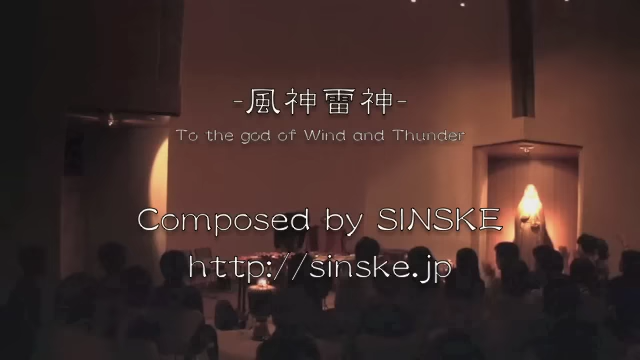 -風神雷神-
To the god of Wind and Thunder
Composed by SINSKE
http://sinske.jp